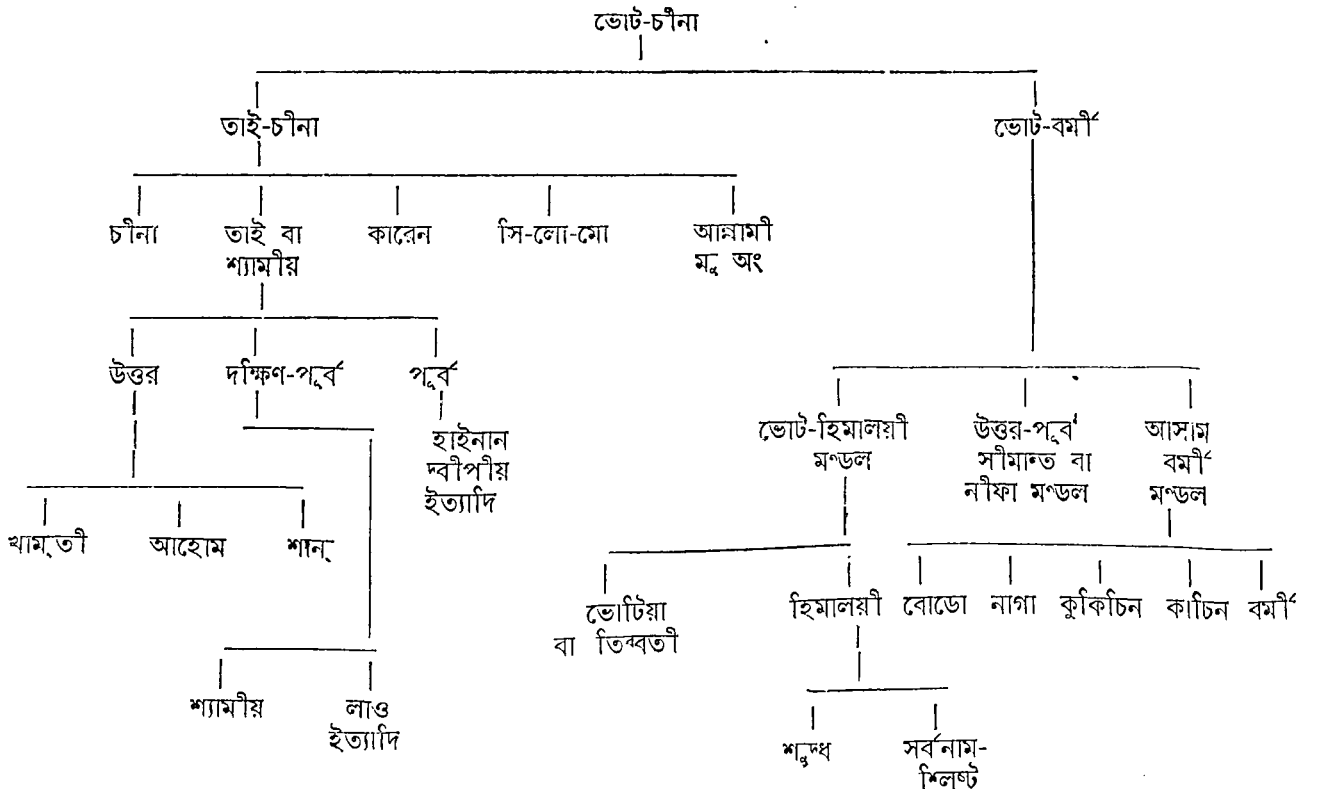 ভোট-চীনা
তাই-চীনা
ভোট-বর্মী
চীনা
তাই বা
শ্যামীয়
কারেন
সি-লো-মো
আন্নামী
মু অং
উত্তর
দক্ষিণ-পূর্ব
পূর্ব
হাইনান
দ্বীপীয়
ইত্যাদি
ভোট-হিমালয়ী
মণ্ডল
উত্তর-পূর্ব
সীমান্ত বা
নীফা মণ্ডল
আসাম
বর্মী
মণ্ডল
খাম্‌তী
আহোম
শান্
ভোটিয়া
বা তিব্বতী
হিমালয়ী
বোডো
নাগা
কুকিচিন
কাচিন
বর্মী
শ্যামীয়
লাও
ইত্যাদি
শুদ্ধ
সর্বনাম-
শ্লিষ্ট